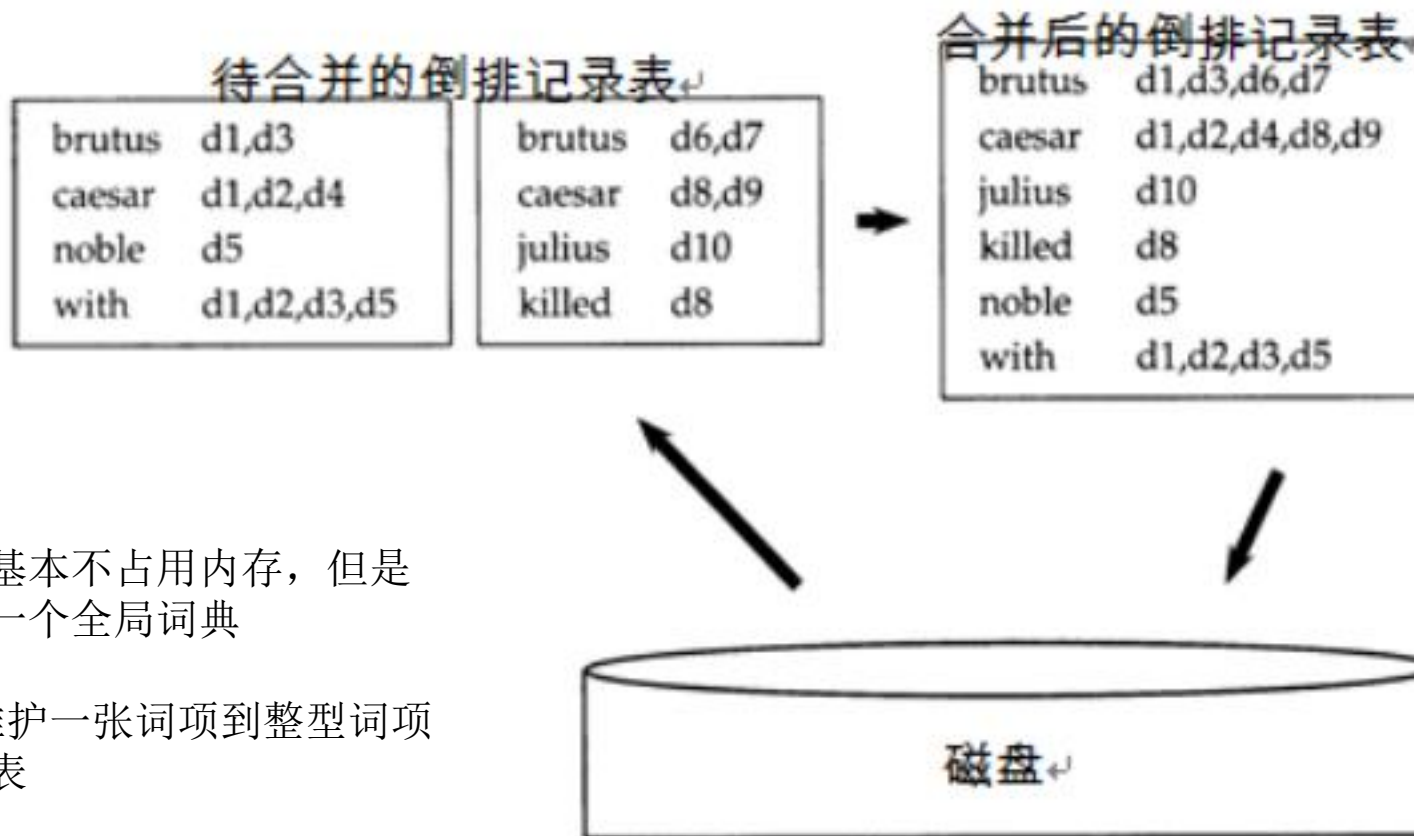 待合并的倒排记录表
brutus d1,d3
caesar d1,d2,d4
noble d5
with d1,d2,d3,d5
brutus d6,d7
caesar d8,d9
julius d10
killed d8
合并后的倒排记录表
brutus d1,d3,d6,d7
caesar d1,d2,d4,d8,d9
julius d10
killed d8
noble d5
with d1,d2,d3,d5
基本不占用内存，但是
一个全局词典
护一张词项到整型词项
表
磁盘